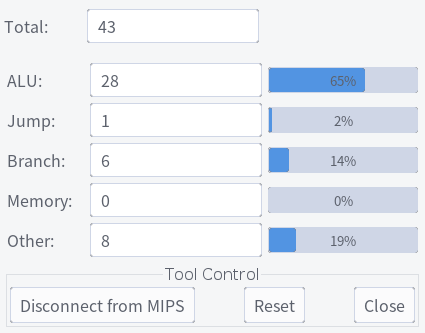 Total: 43
ALU: 28 65%
Jump: 1 2%
Branch: 6 14%
Memory: 0 0%
Other: 8 19%
Tool Control
Disconnect from MIPS Reset Close